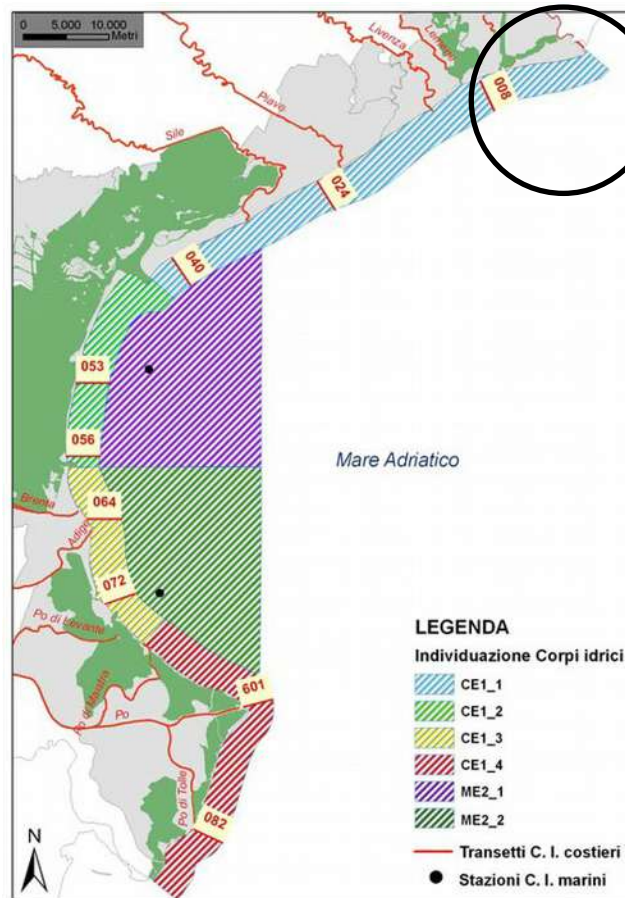 0 5.000 10.000
Metri
Livenza
Lemene
008
Piave
Sile
024
040
053
Mare Adriatico
056
064
Brenta
Adige
072
Po di Levante
LEGENDA
Individuazione Corpi idrici
CE1_1
CE1_2
CE1_3
CE1_4
ME2_1
ME2_2
Transetti C. I. costieri
Stazioni C. I. marini
601
Po di Maistra
Po
Po di Tolle
082
N